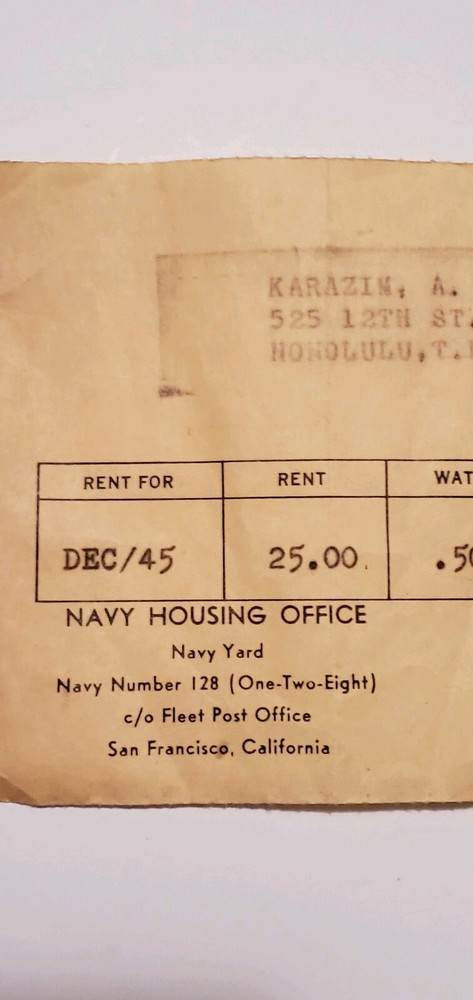 KARAZIN, A.
525 12TH ST.
HONOLULU, T.
RENT FOR RENT WAT
DEC/45 25.00. .50
NAVY HOUSING OFFICE
Navy Yard
Navy Number 128 (One-Two-Eight)
c/o Fleet Post Office
San Francisco, California